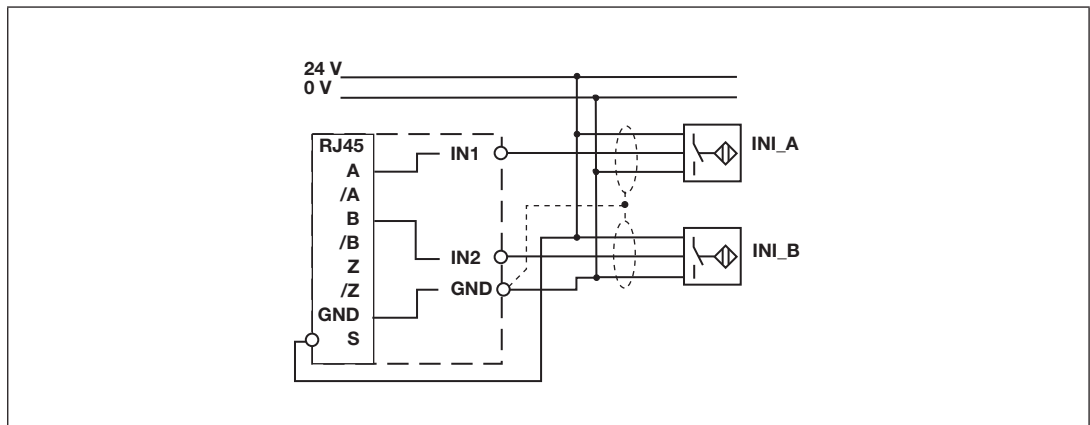 24 V
0 V
RJ45
A
/A
B
/B
Z
/Z
GND
S
IN1
IN2
GND
INI_A
INI_B